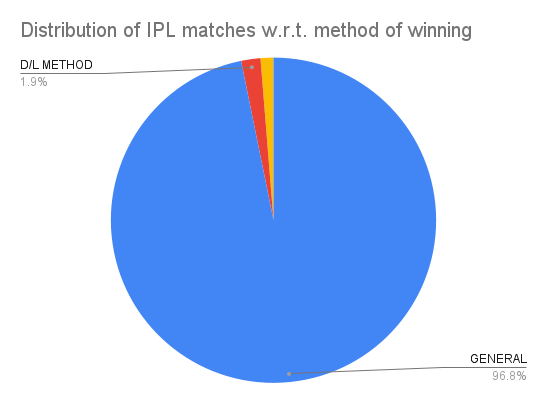 Distribution of IPL matches w.r.t. method of winning
D/L METHOD
1.9%
GENERAL
96.8%